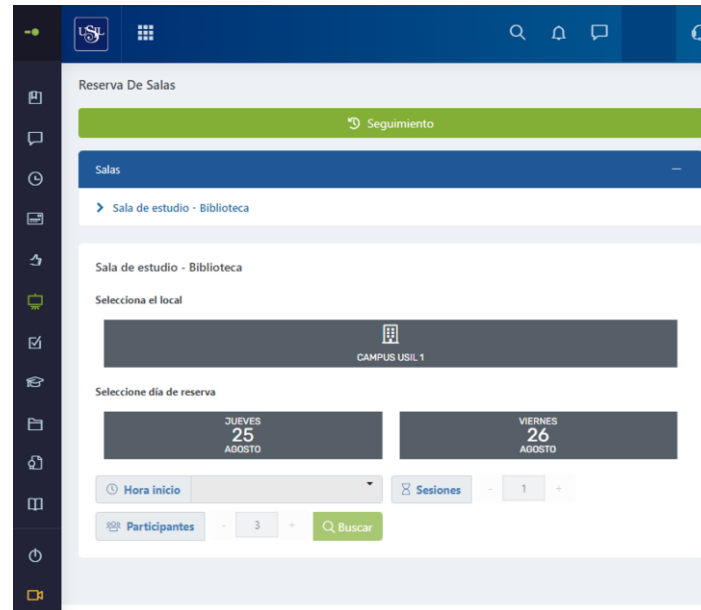 USIL
Reserva De Salas
Seguimiento
Salas
Sala de estudio - Biblioteca
Sala de estudio - Biblioteca
Selecciona el local
CAMPUS USIL 1
Seleccione día de reserva
JUEVES
25
AGOSTO
VIERNES
26
AGOSTO
Hora inicio
Sesiones - 1 +
Participantes - 3 + Buscar